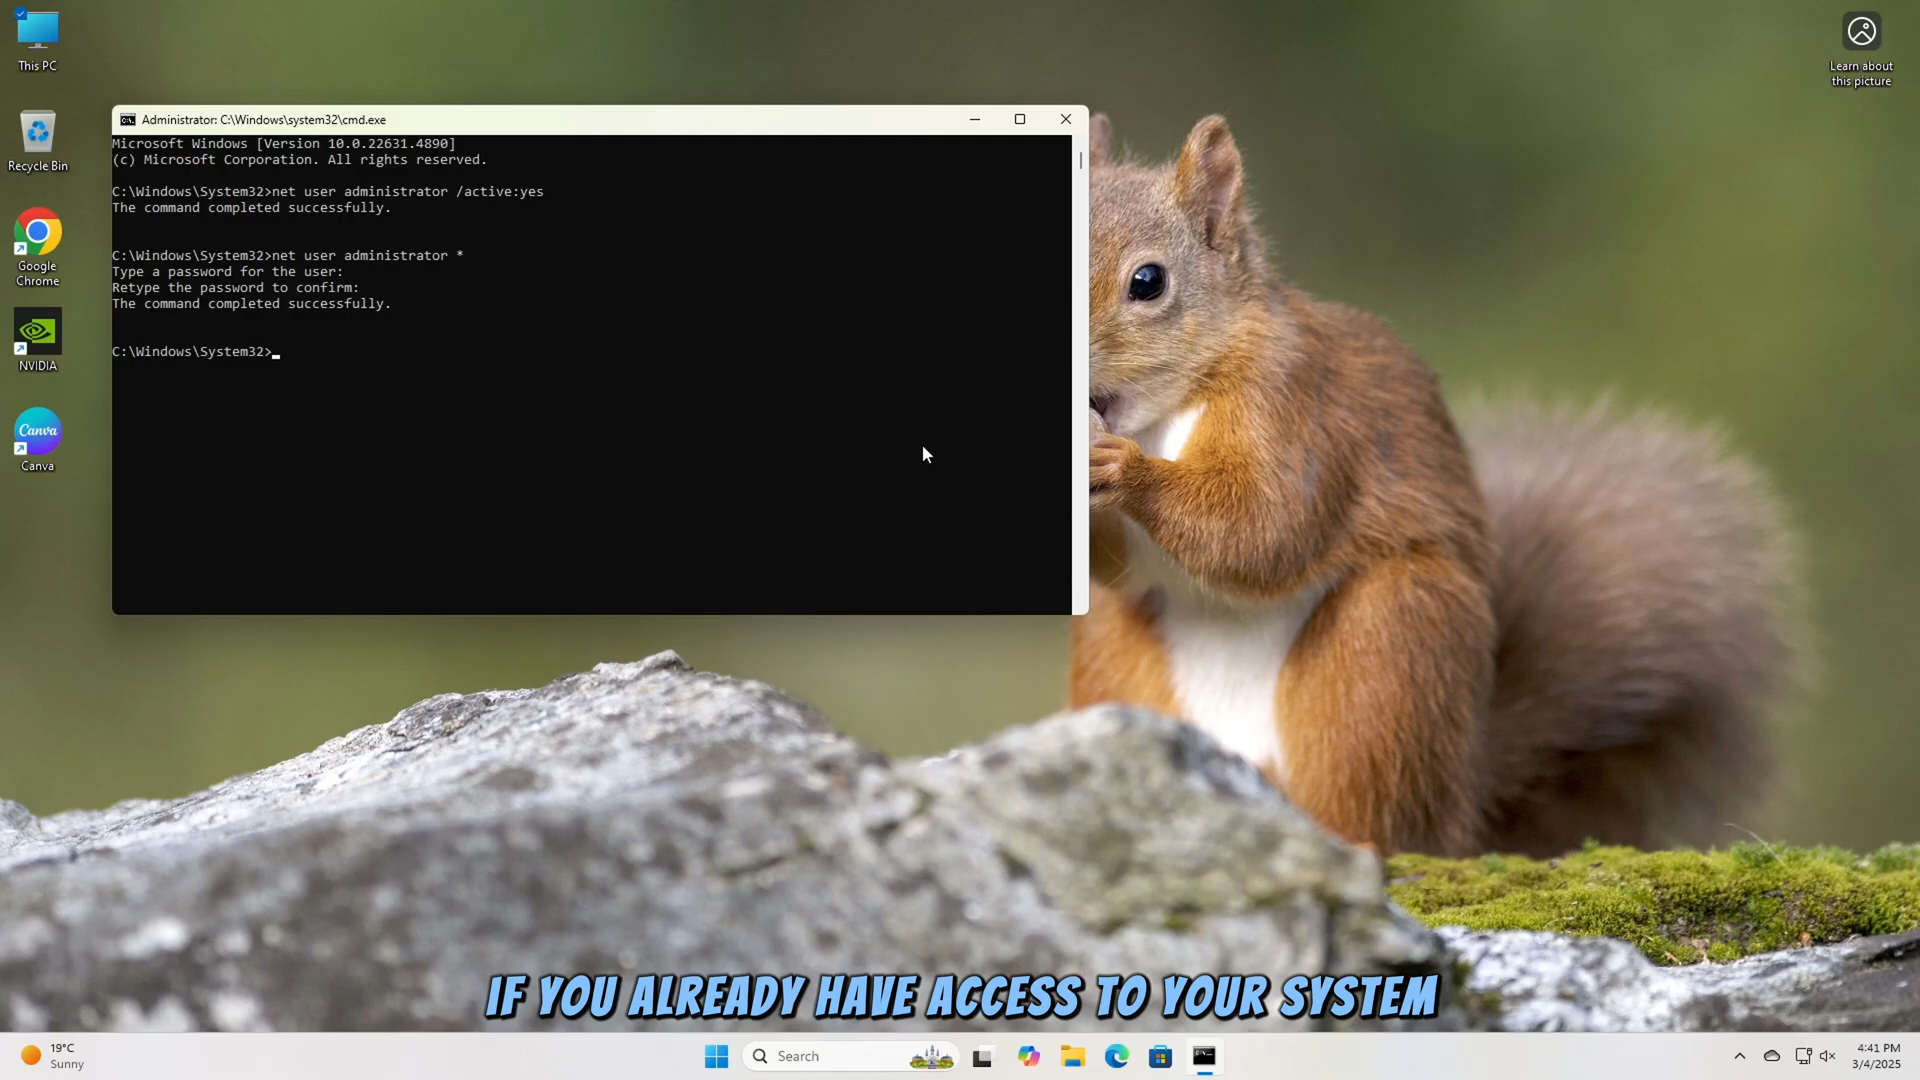 This PC
Recycle Bin
Google
Chrome
NVIDIA
Canva
Canva
Learn about
this picture
Administrator: C:\Windows\system32\cmd.exe
Microsoft Windows [Version 10.0.22631.4890]
(c) Microsoft Corporation. All rights reserved.
C:\Windows\System32>net user administrator /active:yes
The command completed successfully.
C:\Windows\System32>net user administrator *
Type a password for the user:
Retype the password to confirm:
The command completed successfully.
C:\Windows\System32>
IF YOU ALREADY HAVE ACCESS TO YOUR SYSTEM
19°C
Sunny
Search
4:41 PM
3/4/2025